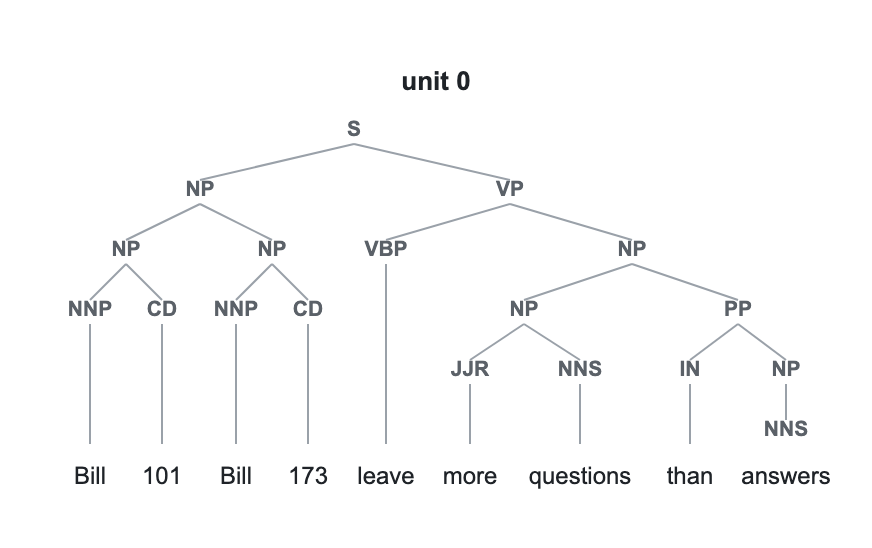 unit 0
S
NP VP
NP NP VBP NP
NNP CD NNP CD NP PP
JJR NNS IN NP
NNS
Bill 101 Bill 173 leave more questions than answers